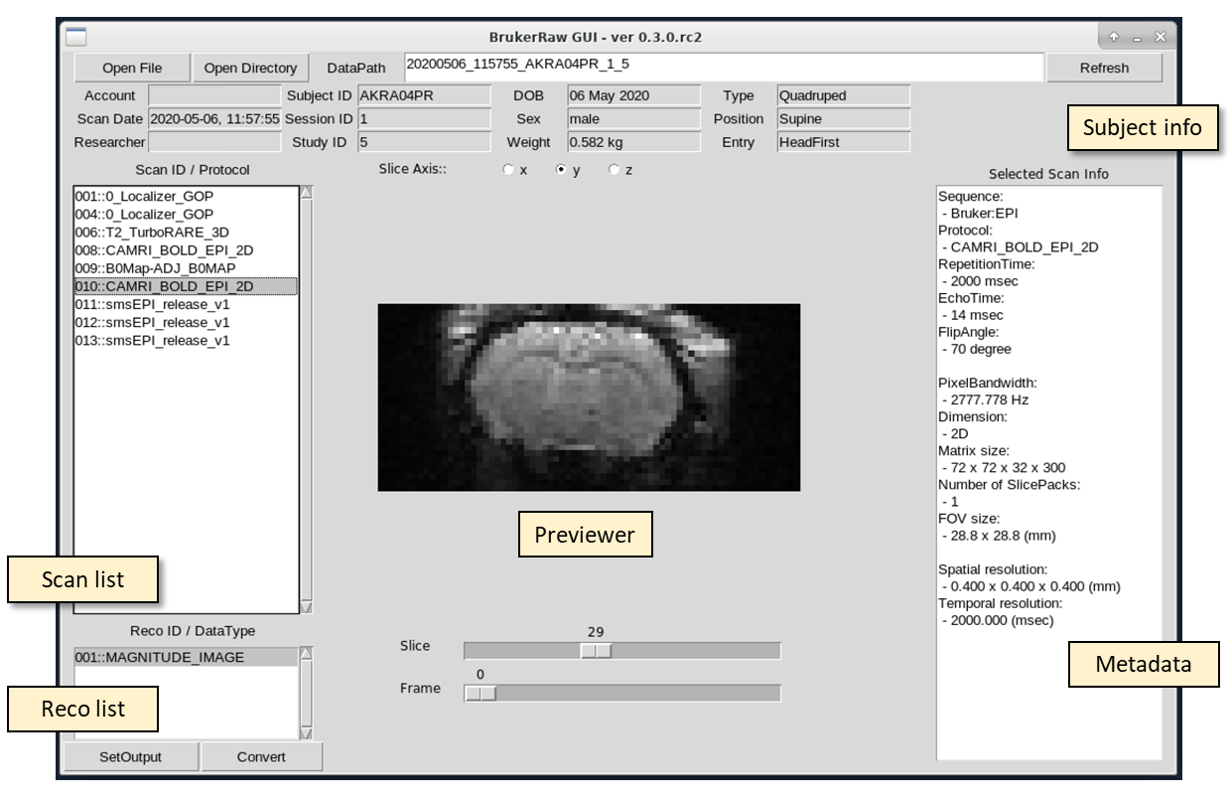 BrukerRaw GUI - ver 0.3.0.rc2
Open File Open Directory DataPath 20200506_115755_AKRA04PR_1_5 Refresh
Account Subject ID AKRA04PR DOB 06 May 2020 Type Quadruped
Scan Date 2020-05-06, 11:57:55 Session ID 1 Sex male Position Supine
Researcher Study ID 5 Weight 0.582 kg Entry HeadFirst
Subject info
Scan ID / Protocol
Slice Axis:: x y z
001::0_Localizer_GOP
004::0_Localizer_GOP
006::T2_TurboRARE_3D
008::CAMRI_BOLD_EPI_2D
009::B0Map-ADJ_B0MAP
010::CAMRI_BOLD_EPI_2D
011::smsEPI_release_v1
012::smsEPI_release_v1
013::smsEPI_release_v1
Scan list
Reco ID / DataType
001::MAGNITUDE_IMAGE
Reco list
SetOutput Convert
Previewer
29
Slice
0
Frame
Selected Scan Info
Sequence:
- Bruker:EPI
Protocol:
- CAMRI_BOLD_EPI_2D
RepetitionTime:
- 2000 msec
EchoTime:
- 14 msec
FlipAngle:
- 70 degree
PixelBandwidth:
- 2777.778 Hz
Dimension:
- 2D
Matrix size:
- 72 x 72 x 32 x 300
Number of SlicePacks:
- 1
FOV size:
- 28.8 x 28.8 (mm)
Spatial resolution:
- 0.400 x 0.400 x 0.400 (mm)
Temporal resolution:
- 2000.000 (msec)
Metadata